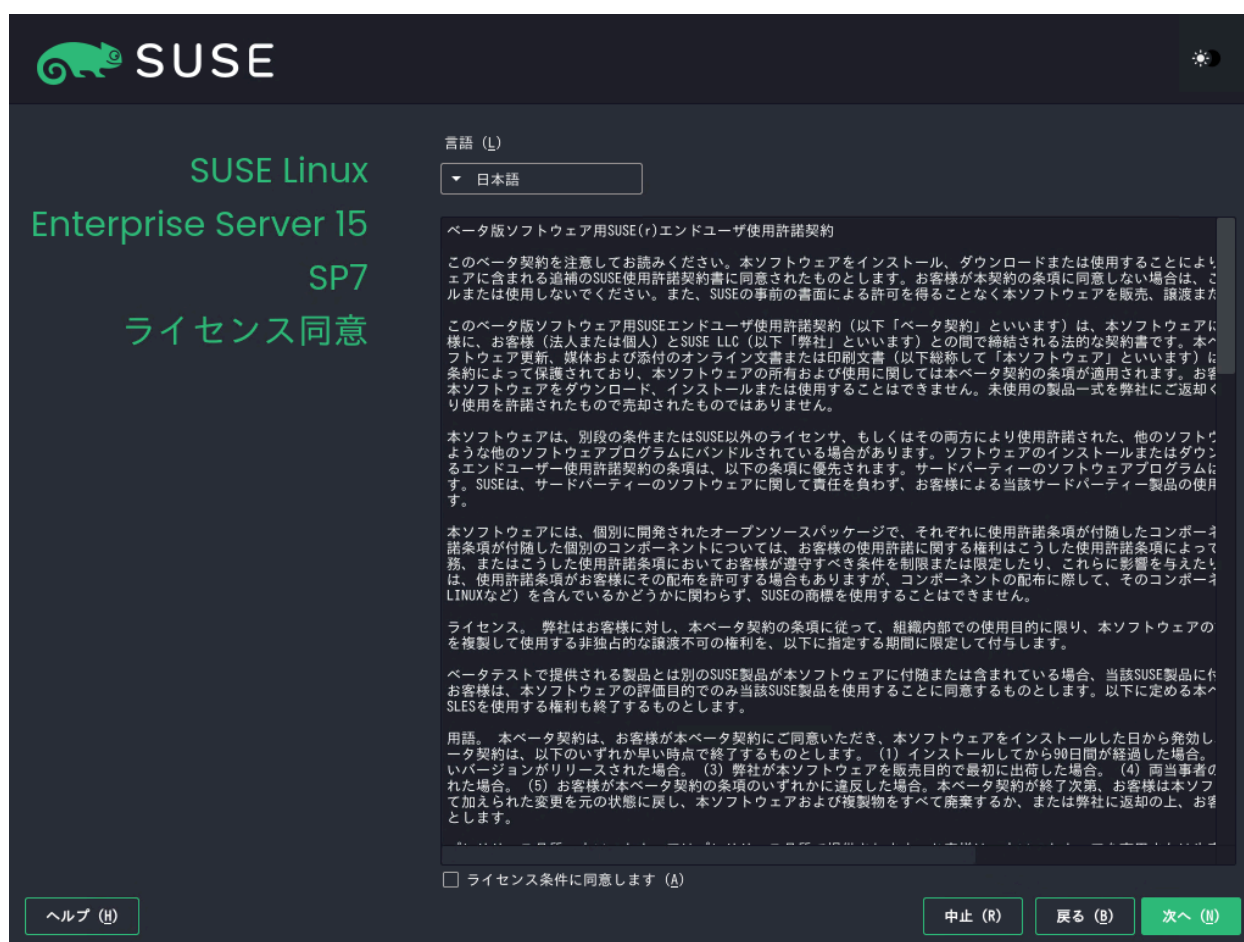 SUSE
言語 (L)
日本語
SUSE Linux
Enterprise Server 15
SP7
ライセンス同意
ベータ版ソフトウェア用SUSE(r)エンドユーザ使用許諾契約
このベータ契約を注意してお読みください。本ソフトウェアをインストール、ダウンロードまたは使用することにより
ェアに含まれる追補のSUSE使用許諾契約書に同意されたものとします。お客様が本契約の条項に同意しない場合は、こ
ルまたは使用しないでください。また、SUSEの事前の書面による許可を得ることなく本ソフトウェアを販売、譲渡また
このベータ版ソフトウェア用SUSEエンドユーザ使用許諾契約（以下「ベータ契約」といいます）は、本ソフトウェアに
様に、お客様（法人または個人）とSUSE LLC（以下「弊社」といいます）との間で締結される法的な契約書です。本ベ
フトウェア更新、媒体および添付のオンライン文書または印刷文書（以下総称して「本ソフトウェア」といいます）は
条約によって保護されており、本ソフトウェアの所有および使用に関しては本ベータ契約の条項が適用されます。お客
本ソフトウェアをダウンロード、インストールまたは使用することはできません。未使用の製品一式を弊社にご返却く
り使用を許諾されたもので売却されたものではありません。
本ソフトウェアは、別段の条件またはSUSE以外のライセンサ、もしくはその両方により使用許諾された、他のソフトウ
ような他のソフトウェアプログラムにバンドルされている場合があります。ソフトウェアのインストールまたはダウン
るエンドユーザー使用許諾契約の条項は、以下の条項に優先されます。サードパーティーのソフトウェアプログラムは
す。SUSEは、サードパーティーのソフトウェアに関して責任を負わず、お客様による当該サードパーティー製品の使用
す。
本ソフトウェアには、個別に開発されたオープンソースパッケージで、それぞれに使用許諾条項が付随したコンポーネ
諾条項が付随した個別のコンポーネントについては、お客様の使用許諾に関する権利はこうした使用許諾条項によって
務、またはこうした使用許諾条項においてお客様が遵守すべき条件を制限または限定したり、これらに影響を与えたり
は、使用許諾条項がお客様にその配布を許可する場合もありますが、コンポーネントの配布に際して、そのコンポーネ
LINUXなど）を含んでいるかどうかに関わらず、SUSEの商標を使用することはできません。
ライセンス。 弊社はお客様に対し、本ベータ契約の条項に従って、組織内部での使用目的に限り、本ソフトウェアの
を複製して使用する非独占的な譲渡不可の権利を、以下に指定する期間に限定して付与します。
ベータテストで提供される製品とは別のSUSE製品が本ソフトウェアに付随または含まれている場合、当該SUSE製品に付
お客様は、本ソフトウェアの評価目的でのみ当該SUSE製品を使用することに同意するものとします。以下に定める本ベ
SLESを使用する権利も終了するものとします。
用語。 本ベータ契約は、お客様が本ベータ契約にご同意いただき、本ソフトウェアをインストールした日から発効し
ータ契約は、以下のいずれか早い時点で終了するものとします。 (1) インストールしてから90日間が経過した場合。
いバージョンがリリースされた場合。 (3) 弊社が本ソフトウェアを販売目的で最初に出荷した場合。 (4) 両当事者の
れた場合。 (5) お客様が本ベータ契約の条項のいずれかに違反した場合。本ベータ契約が終了次第、お客様は本ソフ
て加えられた変更を元の状態に戻し、本ソフトウェアおよび複製物をすべて廃棄するか、または弊社に返却の上、お客
とします。
ライセンス条件に同意します (A)
ヘルプ (H)
中止 (R)
戻る (B)
次へ (N)